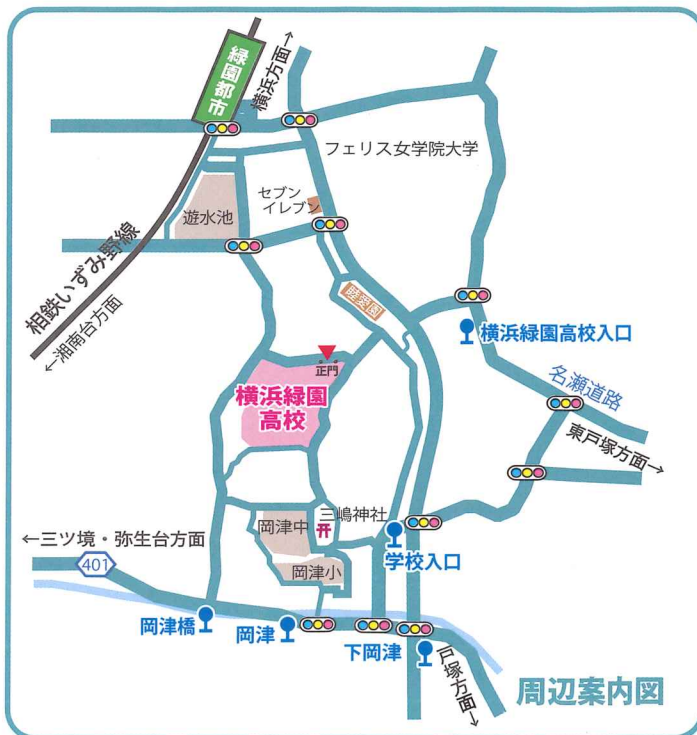 緑園都市
横浜方面→
フェリス女学院大学
セブン
イレブン
遊水池
相鉄いずみ野線
←湘南台方面
睦愛園
横浜緑園高校入口
正門
横浜緑園
高校
名瀬道路
東戸塚方面→
三嶋神社
岡津中
←三ツ境・弥生台方面
401
学校入口
岡津小
岡津橋
岡津
下岡津
戸塚方面→
周辺案内図